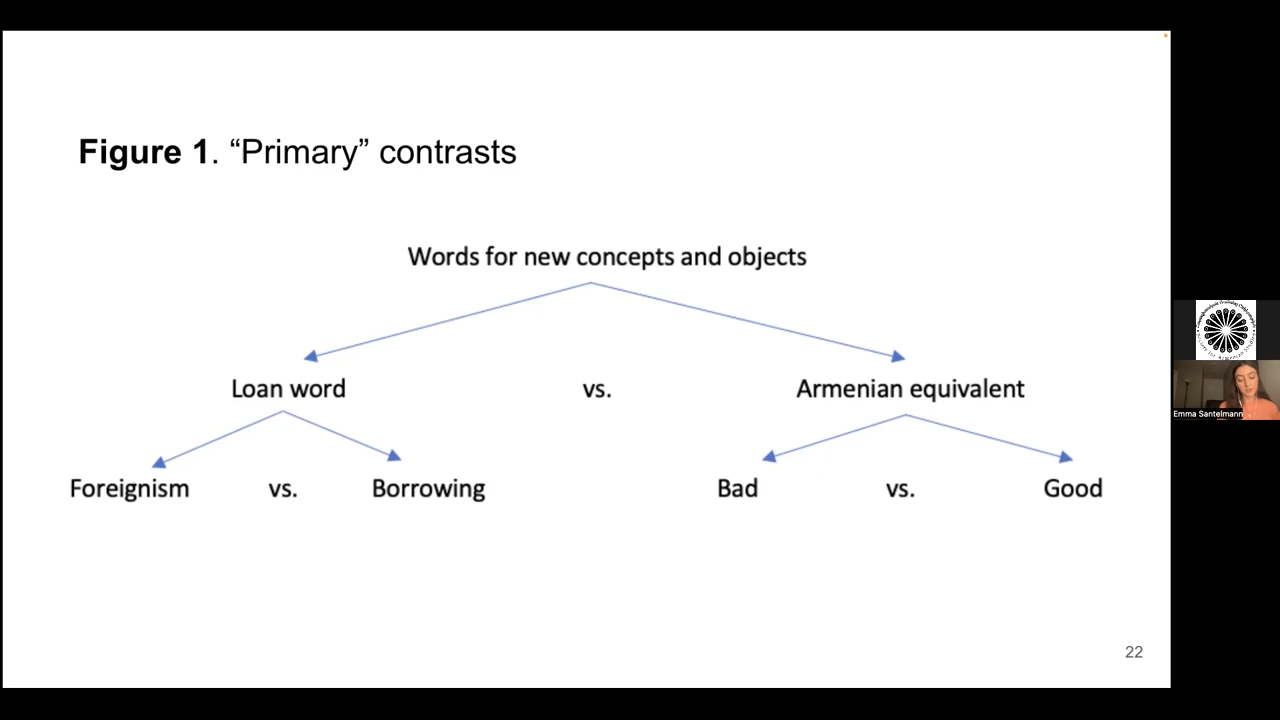 Figure 1. “Primary” contrasts
Words for new concepts and objects
Loan word vs. Armenian equivalent
Foreignism vs. Borrowing Bad vs. Good
22
Emma Santelmann